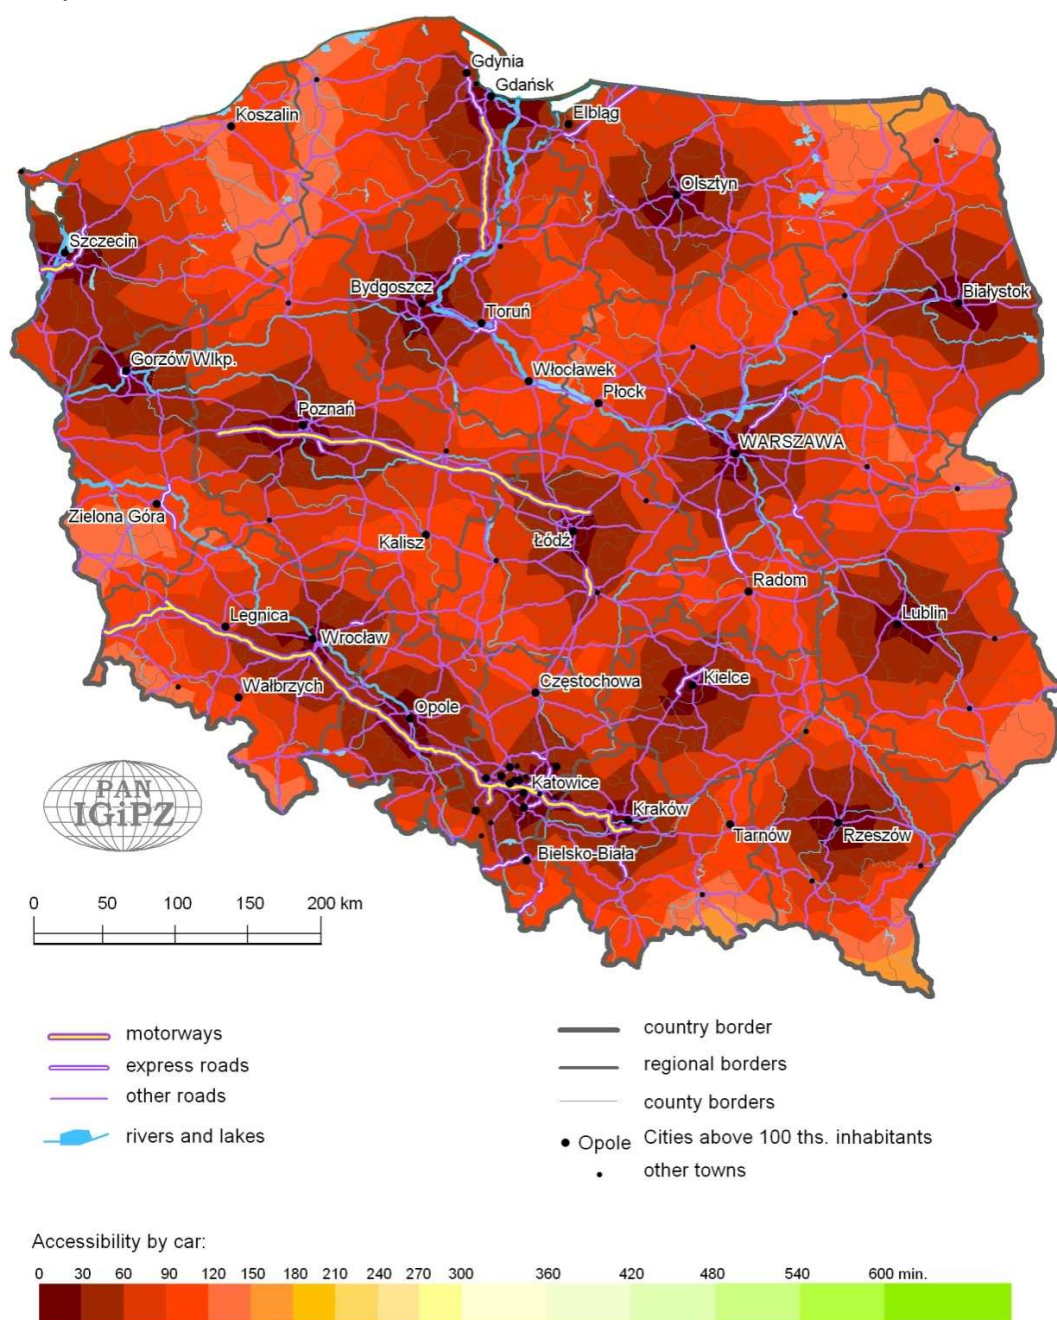 Gdynia
Gdańsk
Koszalin
Elbląg
Olsztyn
Szczecin
Bydgoszcz
Białystok
Toruń
Gorzów Wlkp.
Włocławek
Płock
Poznań
WARSZAWA
Zielona Góra
Kalisz
Łódź
Radom
Legnica
Lublin
Wrocław
Wałbrzych
Częstochowa
Kielce
Opole
Katowice
Kraków
Tarnów
Rzeszów
Bielsko-Biała
PAN
IGiPZ
0 50 100 150 200 km
motorways
express roads
other roads
rivers and lakes
country border
regional borders
county borders
Opole Cities above 100 ths. inhabitants
other towns
Accessibility by car:
0 30 60 90 120 150 180 210 240 270 300 360 420 480 540 600 min.